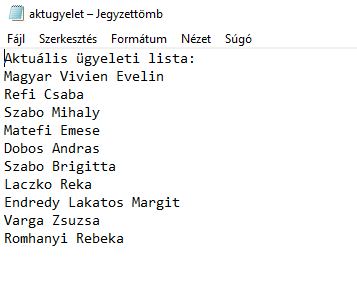 aktugyelet – Jegyzettömb
Fájl Szerkesztés Formátum Nézet Súgó
Aktuális ügyeleti lista:
Magyar Vivien Evelin
Refi Csaba
Szabo Mihaly
Matefi Emese
Dobos Andras
Szabo Brigitta
Laczko Reka
Endredy Lakatos Margit
Varga Zsuzsa
Romhanyi Rebeka